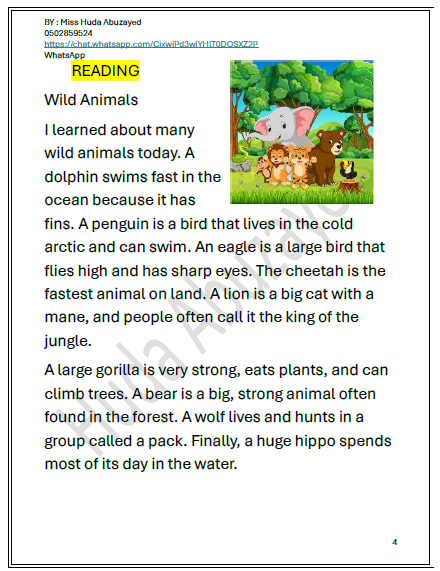 BY : Miss Huda Abuzayed
0502859524
https://chat.whatsapp.com/CixwiPd3wiYHIT0DOSXZ2P
WhatsApp
READING
Wild Animals
I learned about many
wild animals today. A
dolphin swims fast in the
ocean because it has
fins. A penguin is a bird that lives in the cold
arctic and can swim. An eagle is a large bird that
flies high and has sharp eyes. The cheetah is the
fastest animal on land. A lion is a big cat with a
mane, and people often call it the king of the
jungle.
A large gorilla is very strong, eats plants, and can
climb trees. A bear is a big, strong animal often
found in the forest. A wolf lives and hunts in a
group called a pack. Finally, a huge hippo spends
most of its day in the water.
Huda Abuzayed
4